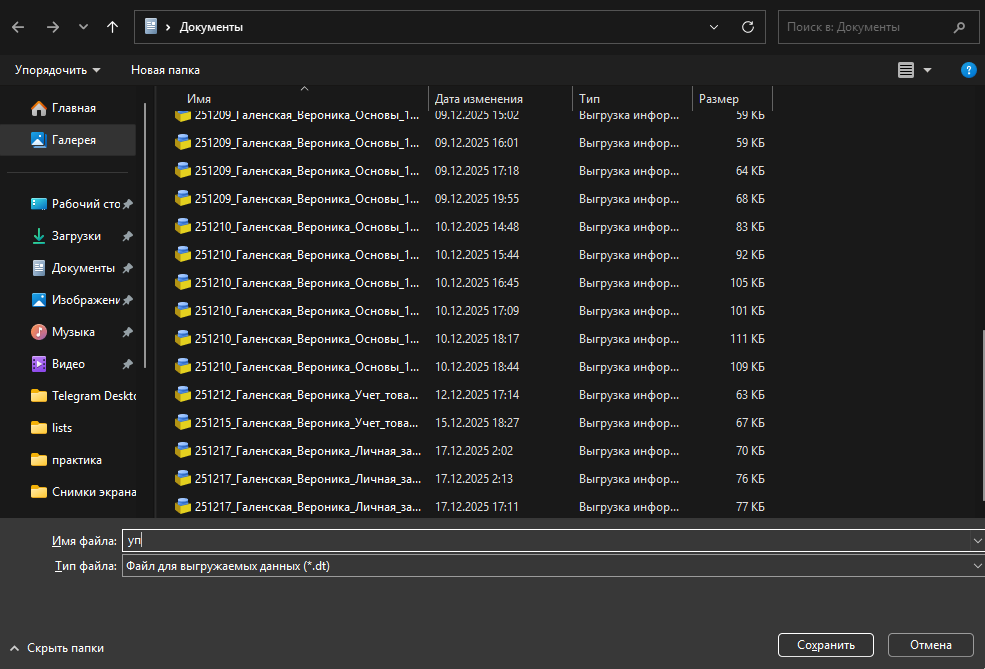 Документы
Поиск в: Документы
Упорядочить
Новая папка
?
Главная
Галерея
Рабочий сто
Загрузки
Документы
Изображени
Музыка
Видео
Telegram Deskto
lists
практика
Снимки экрана
Имя Дата изменения Тип Размер
251209_Галенская_Вероника_Основы_1... 09.12.2025 15:02 Выгрузка инфор... 59 КБ
251209_Галенская_Вероника_Основы_1... 09.12.2025 16:01 Выгрузка инфор... 59 КБ
251209_Галенская_Вероника_Основы_1... 09.12.2025 17:18 Выгрузка инфор... 64 КБ
251209_Галенская_Вероника_Основы_1... 09.12.2025 19:55 Выгрузка инфор... 68 КБ
251210_Галенская_Вероника_Основы_1... 10.12.2025 14:48 Выгрузка инфор... 83 КБ
251210_Галенская_Вероника_Основы_1... 10.12.2025 15:44 Выгрузка инфор... 92 КБ
251210_Галенская_Вероника_Основы_1... 10.12.2025 16:45 Выгрузка инфор... 105 КБ
251210_Галенская_Вероника_Основы_1... 10.12.2025 17:09 Выгрузка инфор... 101 КБ
251210_Галенская_Вероника_Основы_1... 10.12.2025 18:17 Выгрузка инфор... 111 КБ
251210_Галенская_Вероника_Основы_1... 10.12.2025 18:44 Выгрузка инфор... 109 КБ
251212_Галенская_Вероника_Учет_това... 12.12.2025 17:14 Выгрузка инфор... 63 КБ
251215_Галенская_Вероника_Учет_това... 15.12.2025 18:27 Выгрузка инфор... 67 КБ
251217_Галенская_Вероника_Личная_за... 17.12.2025 2:02 Выгрузка инфор... 70 КБ
251217_Галенская_Вероника_Личная_за... 17.12.2025 2:13 Выгрузка инфор... 76 КБ
251217_Галенская_Вероника_Личная_за... 17.12.2025 17:11 Выгрузка инфор... 77 КБ
Имя файла: уп
Тип файла: Файл для выгружаемых данных (*.dt)
Скрыть папки
Сохранить
Отмена